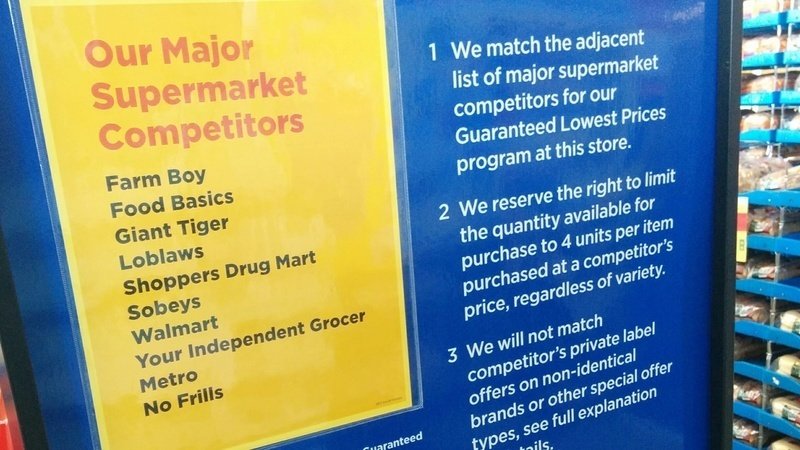 Our Major
Supermarket
Competitors
Farm Boy
Food Basics
Giant Tiger
Loblaws
Shoppers Drug Mart
Sobeys
Walmart
Your Independent Grocer
Metro
No Frills
1 We match the adjacent
list of major supermarket
competitors for our
Guaranteed Lowest Prices
program at this store.
2 We reserve the right to limit
the quantity available for
purchase to 4 units per item
purchased at a competitor's
price, regardless of variety.
3 We will not match
competitor's private label
offers on non-identical
brands or other special offer
types, see full explanation
Guaranteed